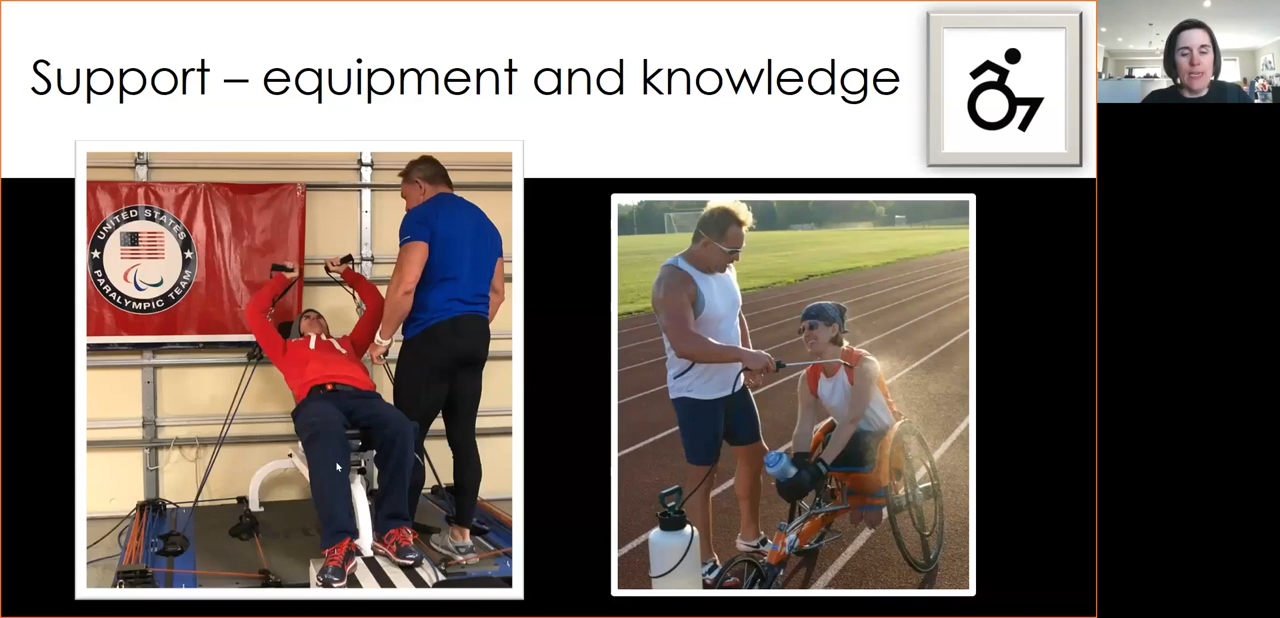 Support – equipment and knowledge
UNITED STATES
PARALYMPIC TEAM